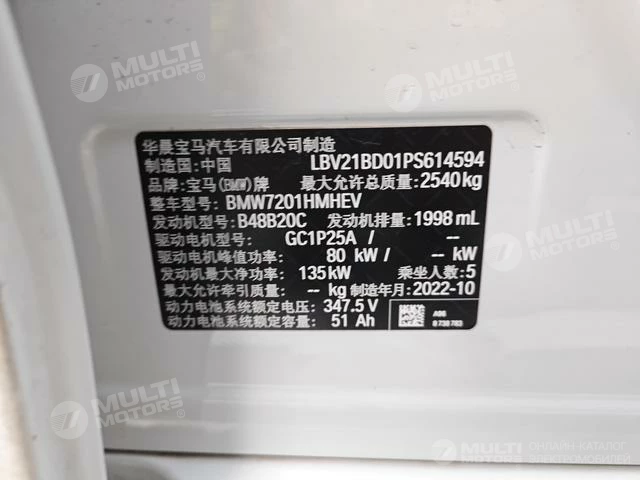 华晨宝马汽车有限公司制造
制造国: 中国 LBV21BD01PS614594
品牌: 宝马(BMW)牌 最大允许总质量: 2540kg
整车型号: BMW7201HMHEV
发动机型号: B48B20C 发动机排量: 1998 mL
驱动电机型号: GC1P25A / --
驱动电机峰值功率: 80 kW/ -- kW
发动机最大净功率: 135kW 乘坐人数: 5
最大允许牵引质量: -- kg 制造年月: 2022-10
动力电池系统额定电压: 347.5 V
动力电池系统额定容量: 51 Ah
MULTI MOTORS
MULTI MOTORS
MULTI MOTORS
MULTI MOTORS
MULTI MOTORS
ОНЛАЙН-КАТАЛОГ
ЭЛЕКТРОМОБИЛЕЙ